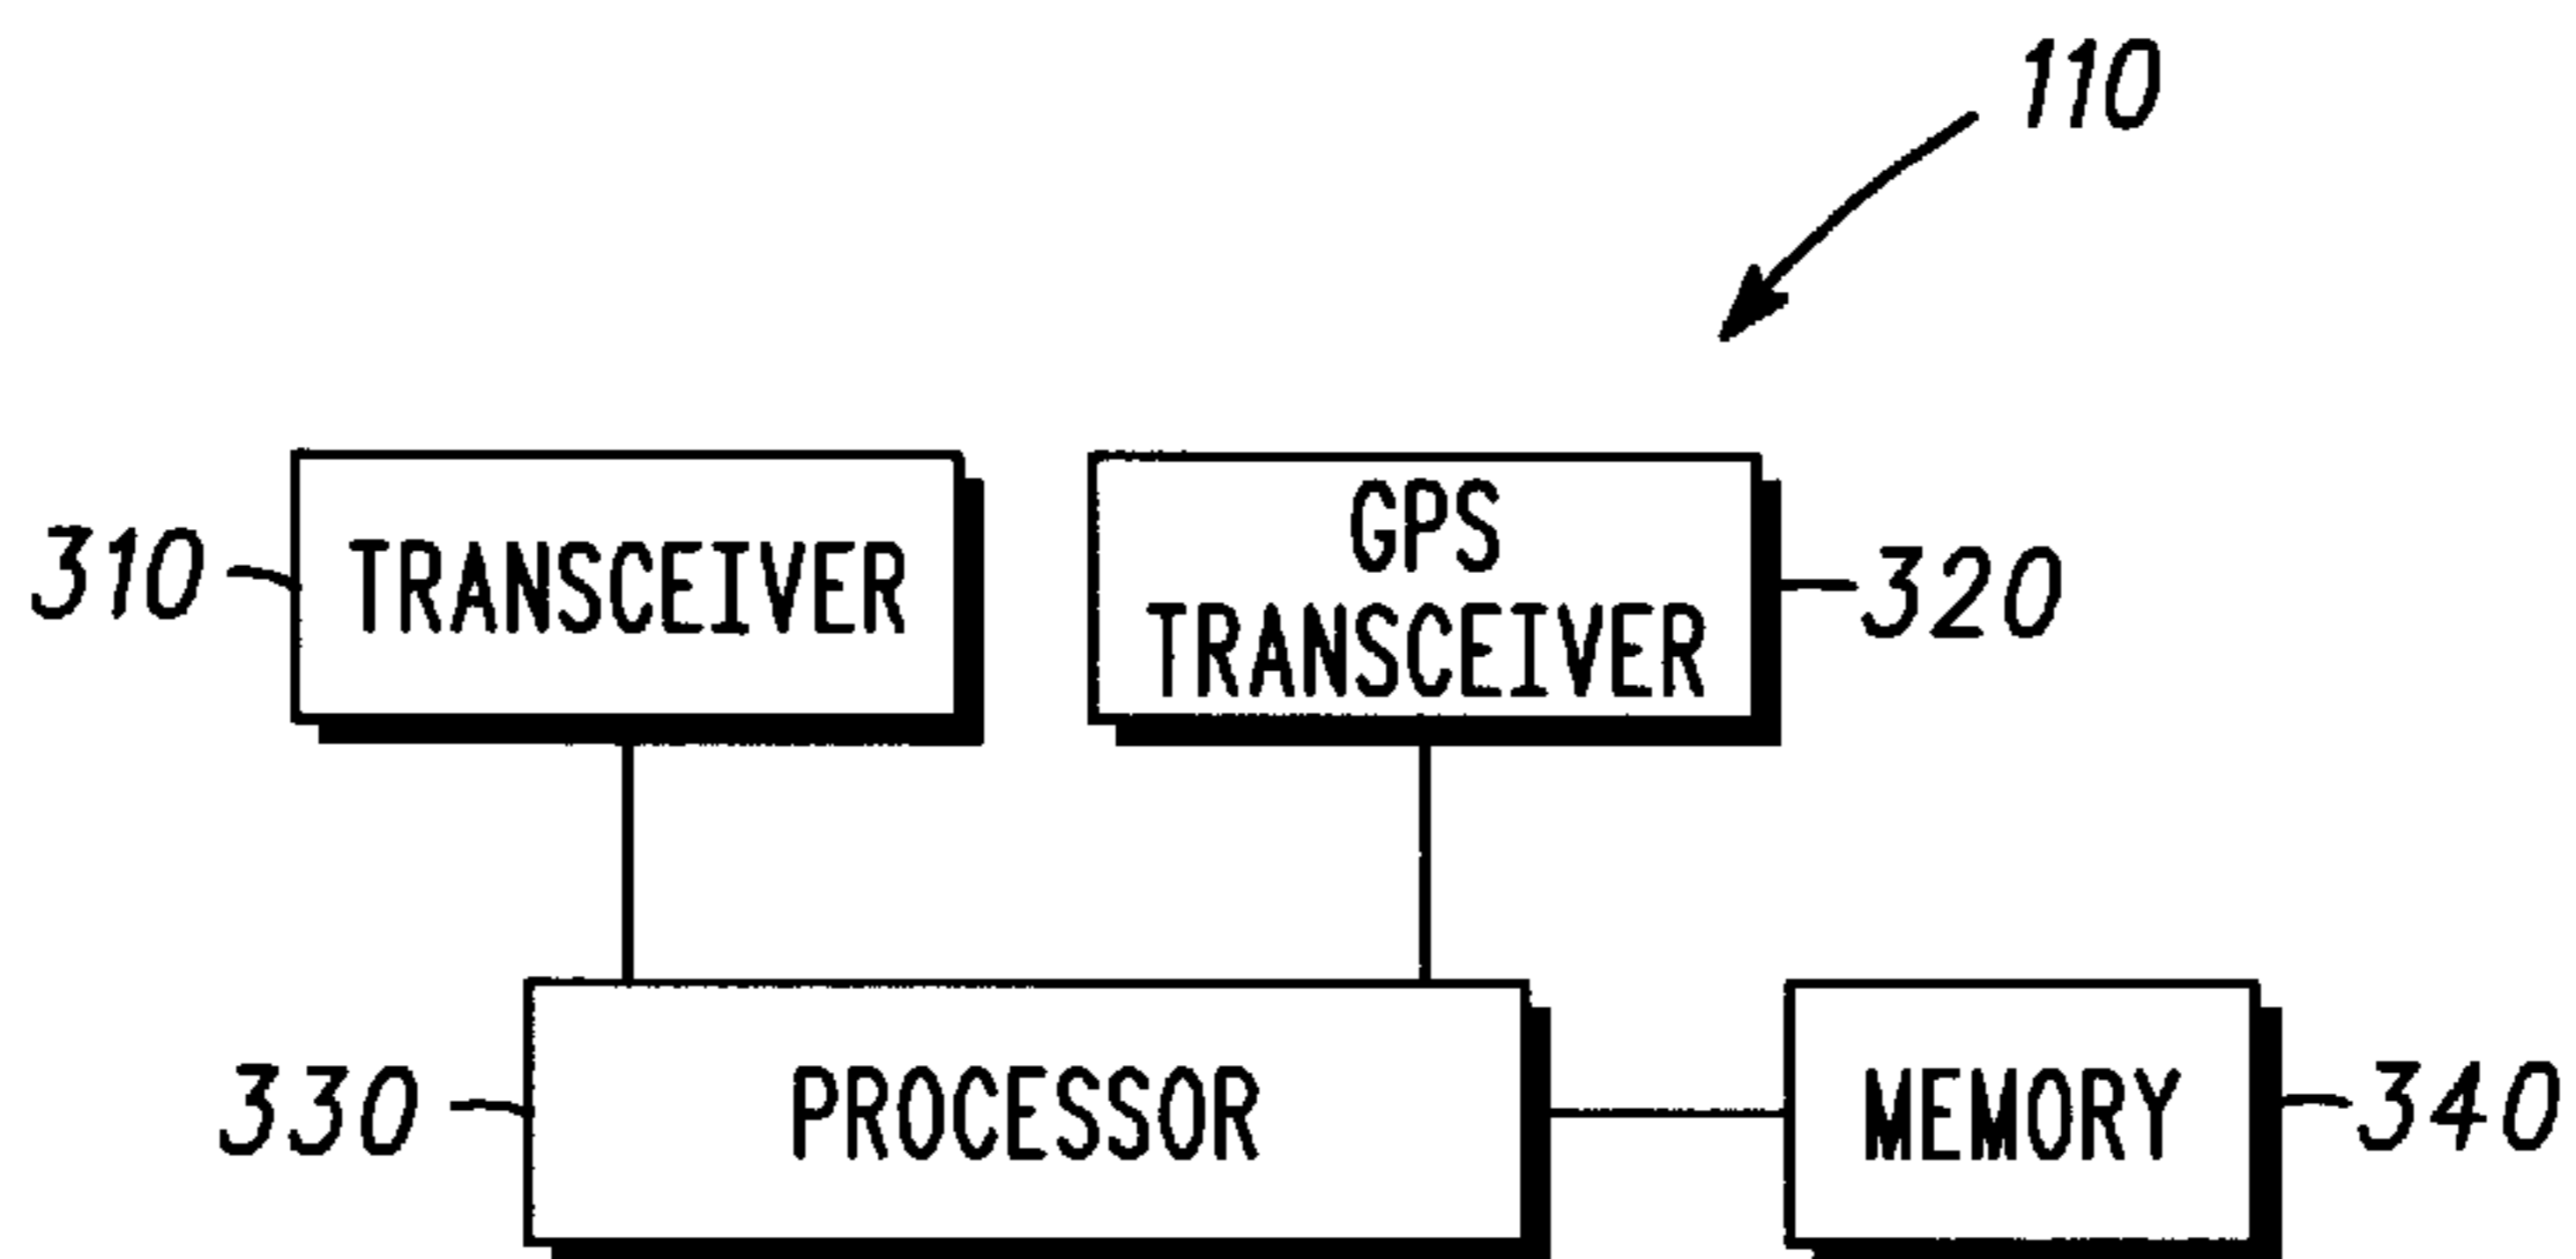 110
310
TRANSCEIVER
GPS
TRANSCEIVER
320
330
PROCESSOR
MEMORY
340